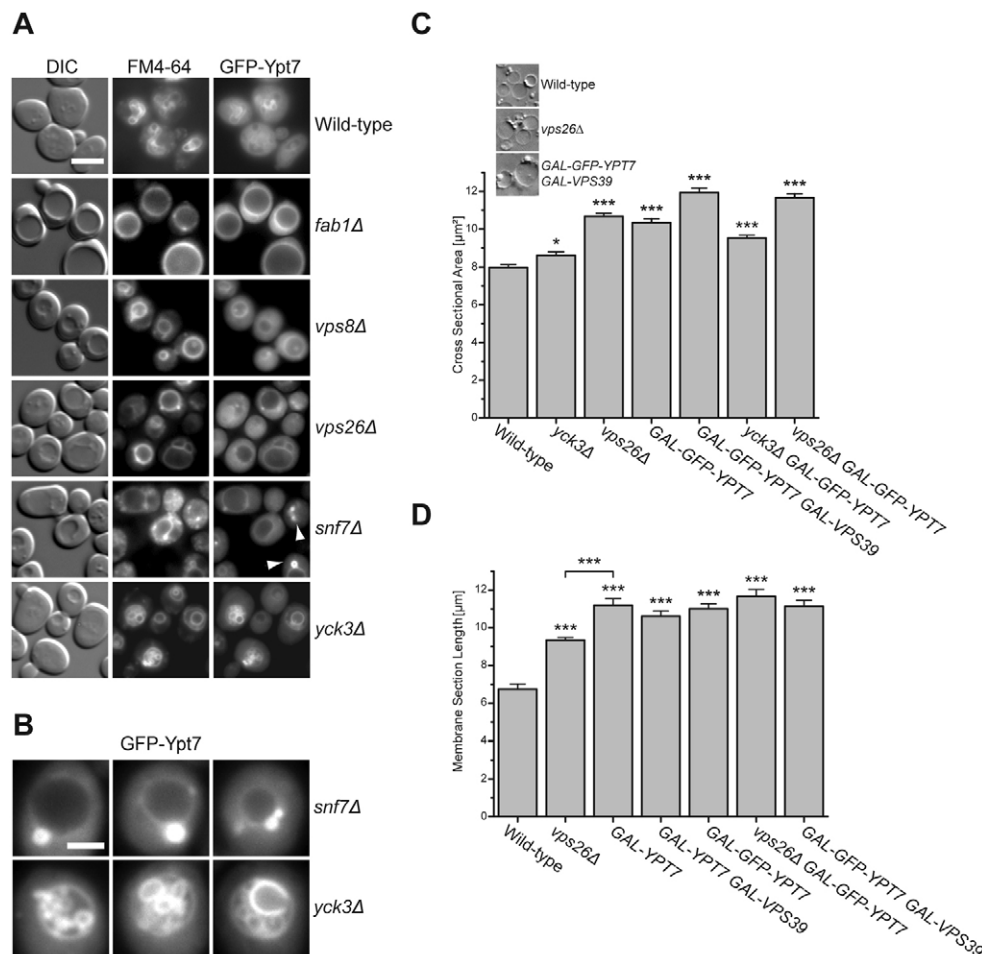 A
DIC
FM4-64
GFP-Ypt7
Wild-type
fab1Δ
vps8Δ
vps26Δ
snf7Δ
yck3Δ
B
GFP-Ypt7
snf7Δ
yck3Δ
C
Wild-type
vps26Δ
GAL-GFP-YPT7
GAL-VPS39
Cross Sectional Area [µm²]
12
10
8
6
4
2
0
*
***
***
***
***
***
Wild-type
yck3Δ
vps26Δ
GAL-GFP-YPT7
GAL-GFP-YPT7 GAL-VPS39
yck3Δ GAL-GFP-YPT7
vps26Δ GAL-GFP-YPT7
D
Membrane Section Length[µm]
12
10
8
6
4
2
0
***
***
***
***
***
***
***
Wild-type
vps26Δ
GAL-YPT7
GAL-YPT7 GAL-VPS39
GAL-GFP-YPT7
vps26Δ GAL-GFP-YPT7
GAL-GFP-YPT7 GAL-VPS39